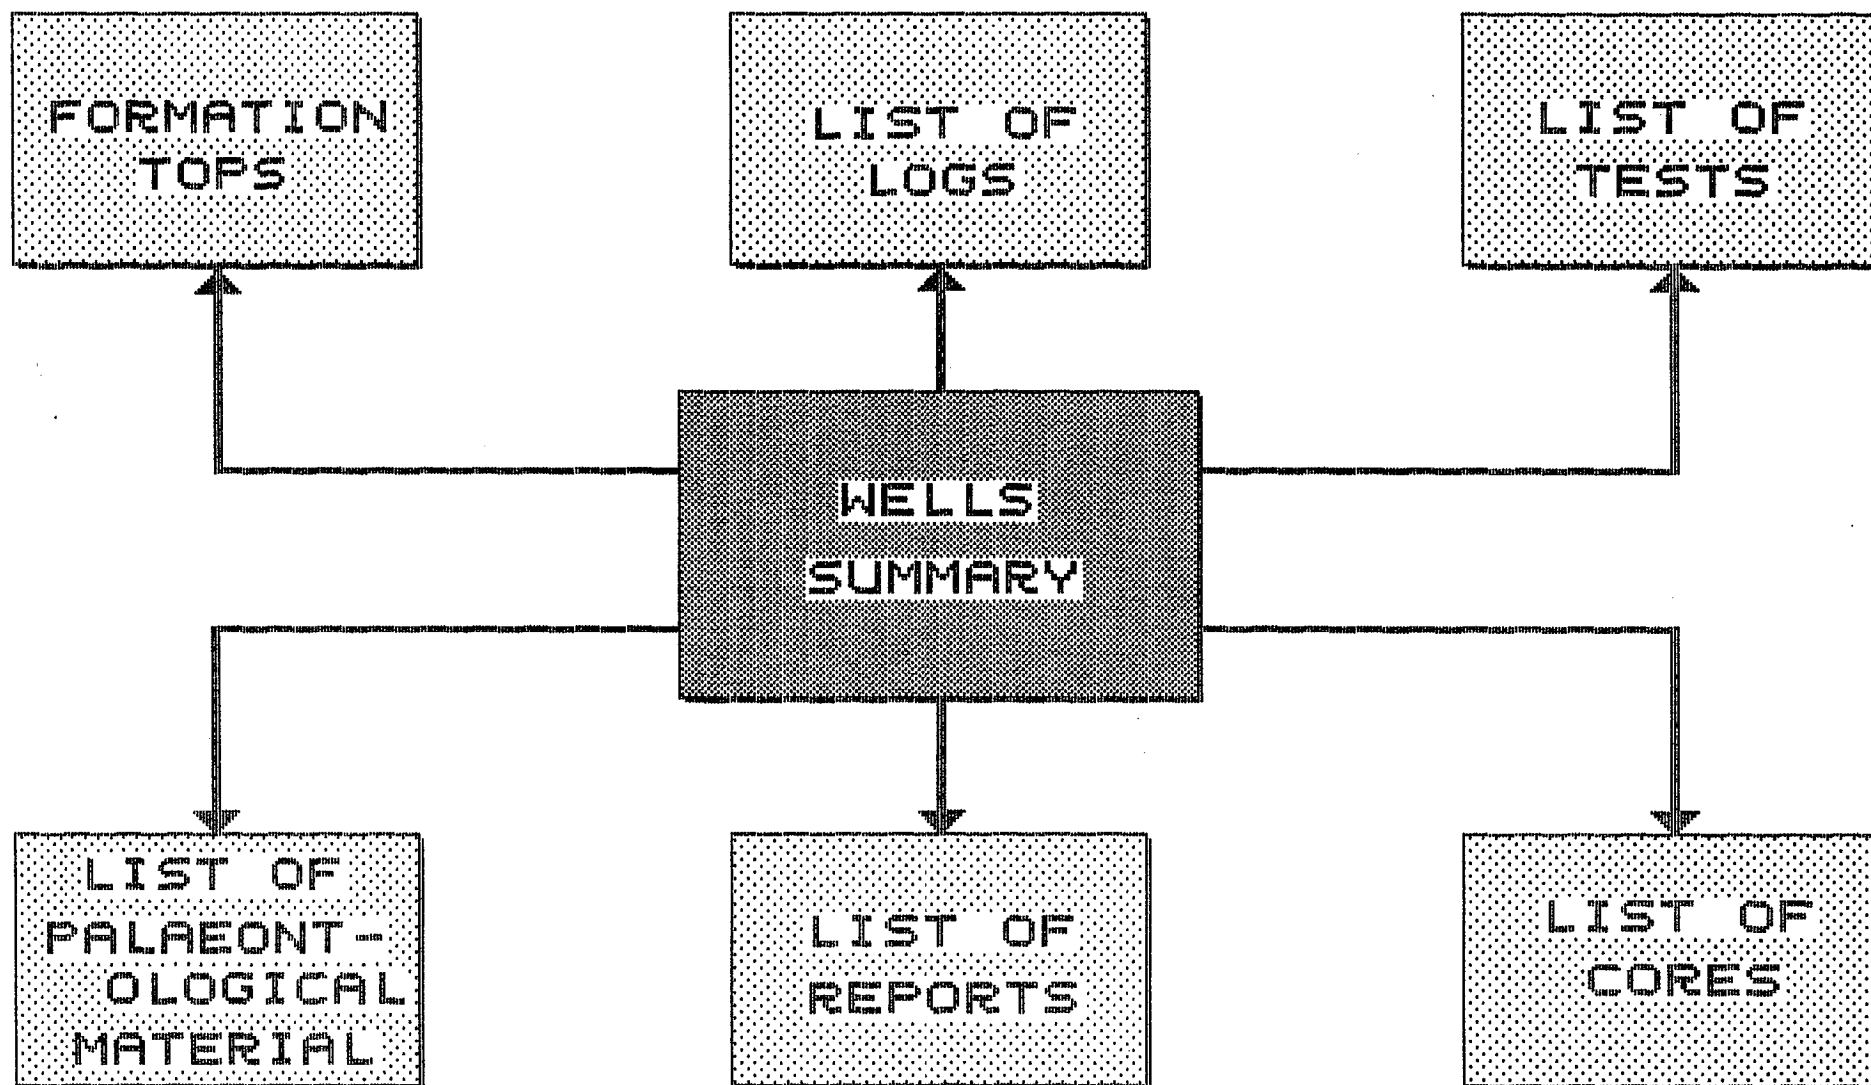 FORMATION
TOPS
LIST OF
LOGS
LIST OF
TESTS
WELLS
SUMMARY
LIST OF
PALAEONT-
OLOGICAL
MATERIAL
LIST OF
REPORTS
LIST OF
CORES